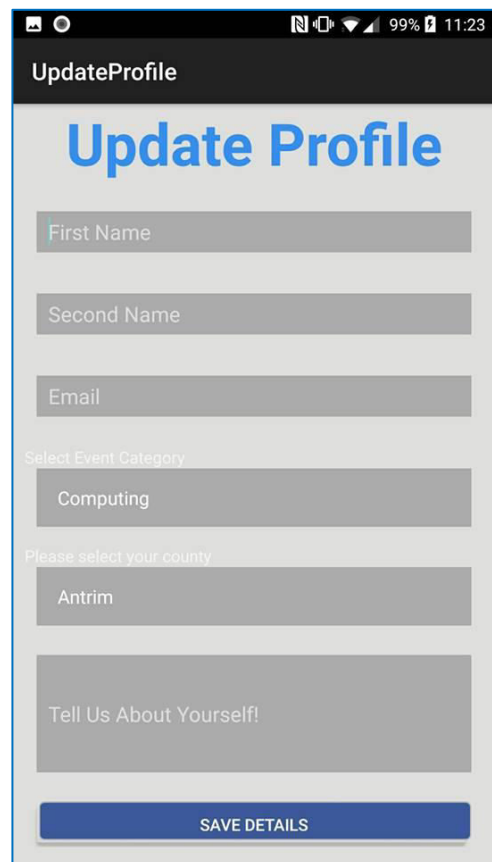 99% 11:23
UpdateProfile
Update Profile
First Name
Second Name
Email
Select Event Category
Computing
Please select your county
Antrim
Tell Us About Yourself!
SAVE DETAILS